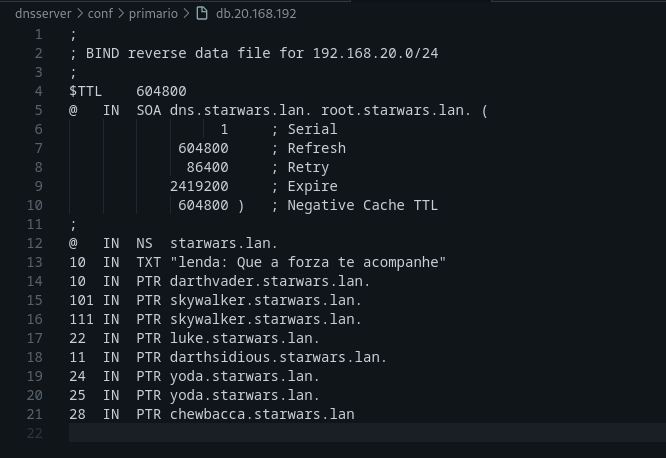 dnsserver > conf > primario > db.20.168.192
1 ;
2 ; BIND reverse data file for 192.168.20.0/24
3 ;
4 $TTL    604800
5 @   IN  SOA dns.starwars.lan. root.starwars.lan. (
6                   1     ; Serial
7              604800     ; Refresh
8               86400     ; Retry
9             2419200     ; Expire
10             604800 )   ; Negative Cache TTL
11 ;
12 @   IN  NS  starwars.lan.
13 10  IN  TXT "lenda: Que a forza te acompanhe"
14 10  IN  PTR darthvader.starwars.lan.
15 101 IN  PTR skywalker.starwars.lan.
16 111 IN  PTR skywalker.starwars.lan.
17 22  IN  PTR luke.starwars.lan.
18 11  IN  PTR darthsidious.starwars.lan.
19 24  IN  PTR yoda.starwars.lan.
20 25  IN  PTR yoda.starwars.lan.
21 28  IN  PTR chewbacca.starwars.lan
22